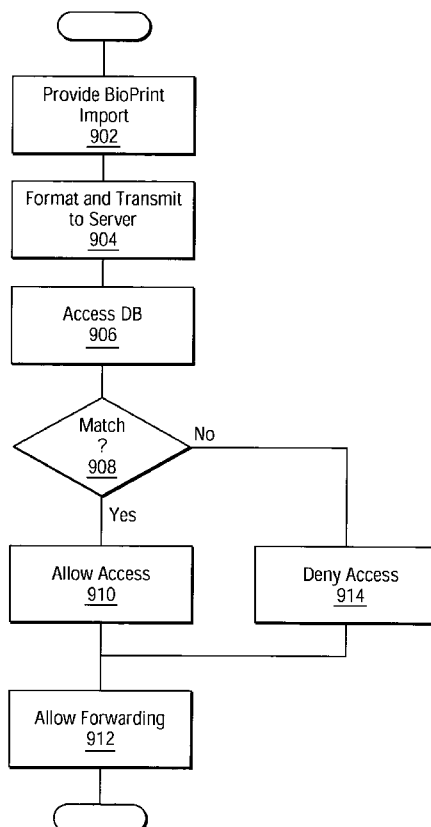 Provide BioPrint
Import
902
Format and Transmit
to Server
904
Access DB
906
Match
?
908
No
Yes
Allow Access
910
Deny Access
914
Allow Forwarding
912